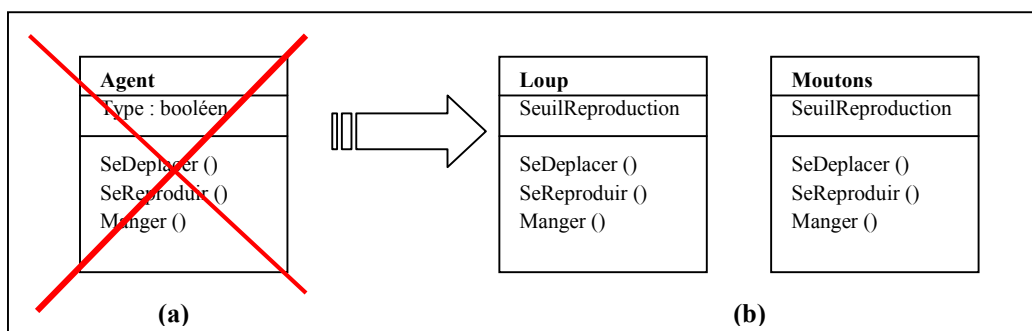 Agent
Type : booléen
SeDeplacer ()
SeReproduir ()
Manger ()
(a)
Loup
SeuilReproduction
SeDeplacer ()
SeReproduir ()
Manger ()
Moutons
SeuilReproduction
SeDeplacer ()
SeReproduir ()
Manger ()
(b)